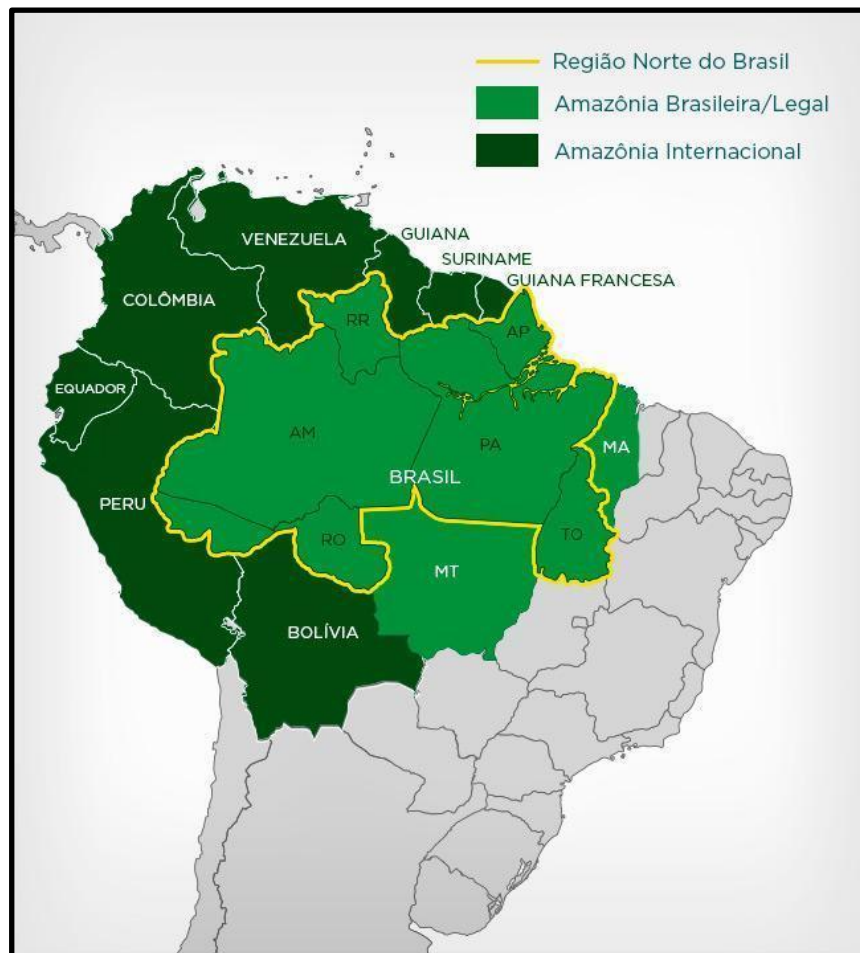 Região Norte do Brasil
Amazônia Brasileira/Legal
Amazônia Internacional
VENEZUELA
GUIANA
SURINAME
GUIANA FRANCESA
COLÔMBIA
RR
AP
EQUADOR
AM
PA
MA
BRASIL
PERU
RO
TO
MT
BOLÍVIA